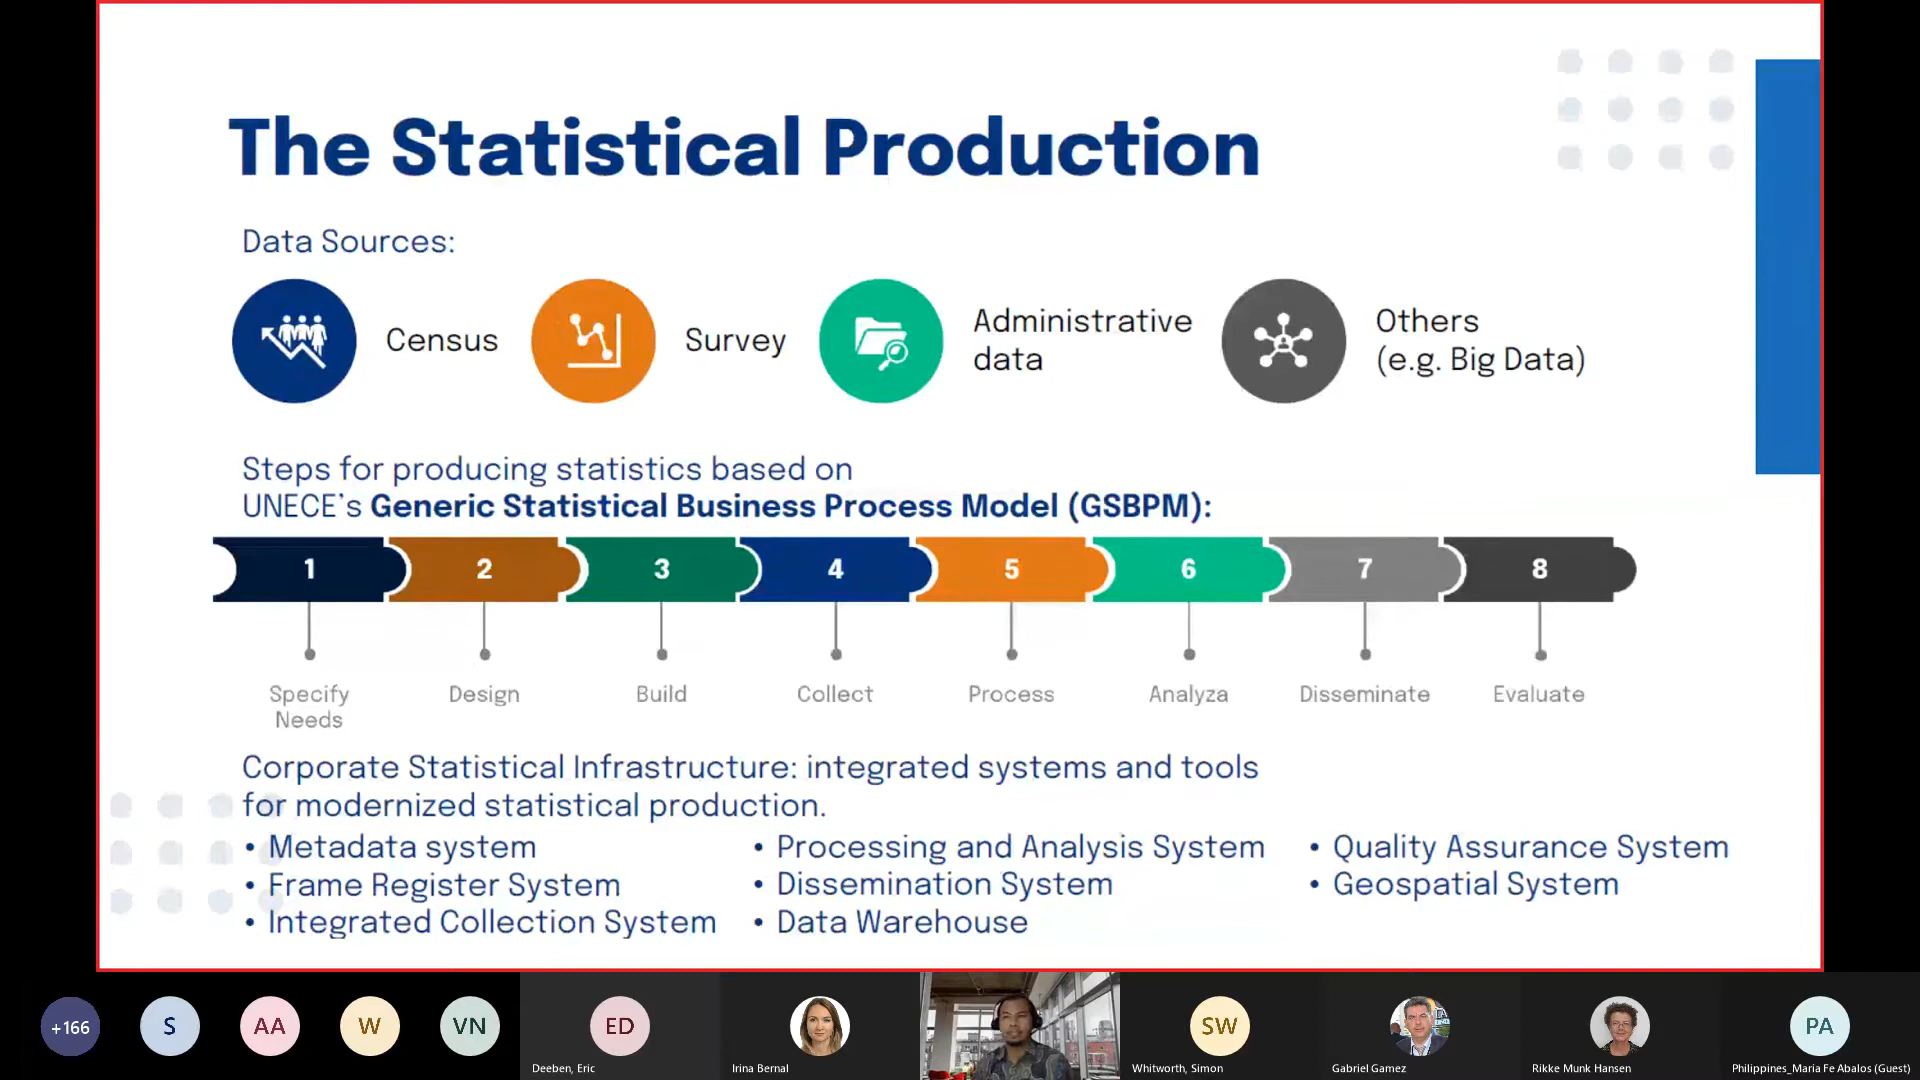 The Statistical Production
Data Sources:
Census
Survey
Administrative
data
Others
(e.g. Big Data)
Steps for producing statistics based on
UNECE's Generic Statistical Business Process Model (GSBPM):
1 2 3 4 5 6 7 8
Specify
Needs
Design
Build
Collect
Process
Analyza
Disseminate
Evaluate
Corporate Statistical Infrastructure: integrated systems and tools
for modernized statistical production.
• Metadata system
• Frame Register System
• Integrated Collection System
• Processing and Analysis System
• Dissemination System
• Data Warehouse
• Quality Assurance System
• Geospatial System
+166
S
AA
W
VN
ED
Deeben, Eric
Irina Bernal
SW
Whitworth, Simon
Gabriel Gamez
Rikke Munk Hansen
PA
Philippines_Maria Fe Abalos (Guest)